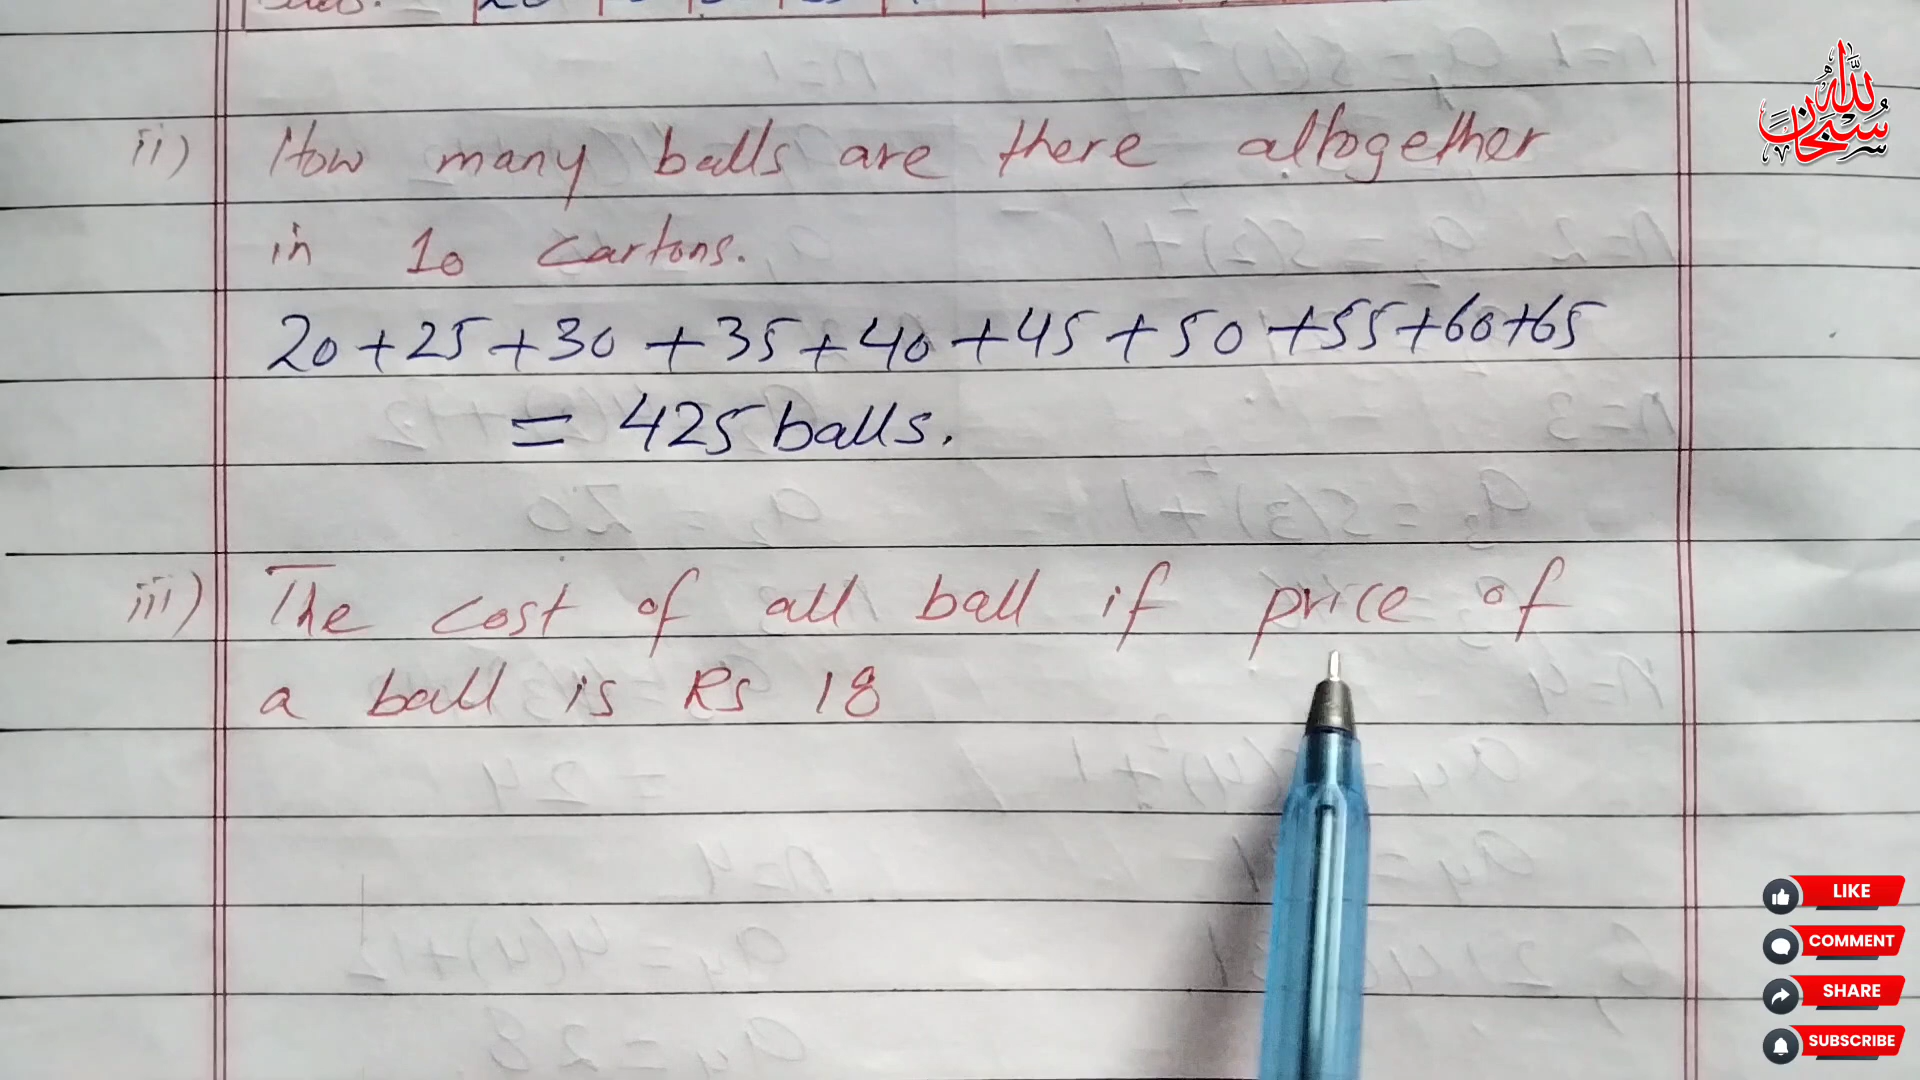 ii) How many balls are there altogether
in 10 cartons.
20 + 25 + 30 + 35 + 40 + 45 + 50 + 55 + 60 + 65
= 425 balls.
iii) The cost of all ball if price of
a ball is Rs 18
سُبْحَانَ اللّٰه
LIKE
COMMENT
SHARE
SUBSCRIBE